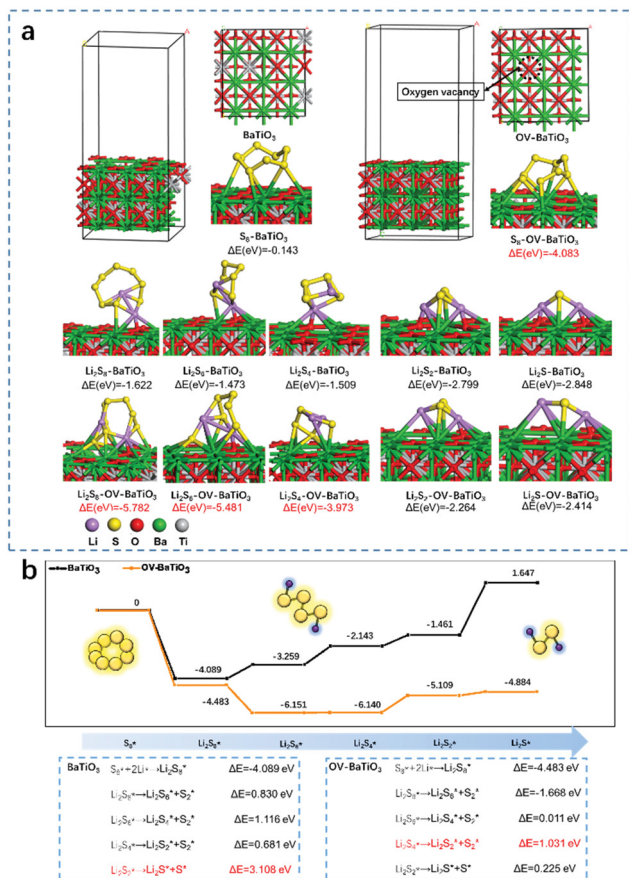 a
Oxygen vacancy
BaTiO3
OV-BaTiO3
S8-BaTiO3
ΔE(eV)=-0.143
S8-OV-BaTiO3
ΔE(eV)=-4.083
Li2S8-BaTiO3
ΔE(eV)=-1.622
Li2S6-BaTiO3
ΔE(eV)=-1.473
Li2S4-BaTiO3
ΔE(eV)=-1.509
Li2S2-BaTiO3
ΔE(eV)=-2.799
Li2S-BaTiO3
ΔE(eV)=-2.848
Li2S8-OV-BaTiO3
ΔE(eV)=-5.782
Li2S6-OV-BaTiO3
ΔE(eV)=-5.481
Li2S4-OV-BaTiO3
ΔE(eV)=-3.973
Li2S2-OV-BaTiO3
ΔE(eV)=-2.264
Li2S-OV-BaTiO3
ΔE(eV)=-2.414
Li S O Ba Ti
b
BaTiO3 OV-BaTiO3
0
1.647
-1.461
-2.143
-3.259
-4.089
-4.483
-6.151
-6.140
-5.109
-4.884
S8* Li2S8* Li2S6* Li2S4* Li2S2* Li2S*
BaTiO3 S8*+2Li*→Li2S8* ΔE=-4.089 eV
Li2S8*→Li2S6*+S2* ΔE=0.830 eV
Li2S6*→Li2S4*+S2* ΔE=1.116 eV
Li2S4*→Li2S2*+S2* ΔE=0.681 eV
Li2S2*→Li2S*+S* ΔE=3.108 eV
OV-BaTiO3 S8*+2Li*→Li2S8* ΔE=-4.483 eV
Li2S8*→Li2S6*+S2* ΔE=-1.668 eV
Li2S6*→Li2S4*+S2* ΔE=0.011 eV
Li2S4*→Li2S2*+S2* ΔE=1.031 eV
Li2S2*→Li2S*+S* ΔE=0.225 eV